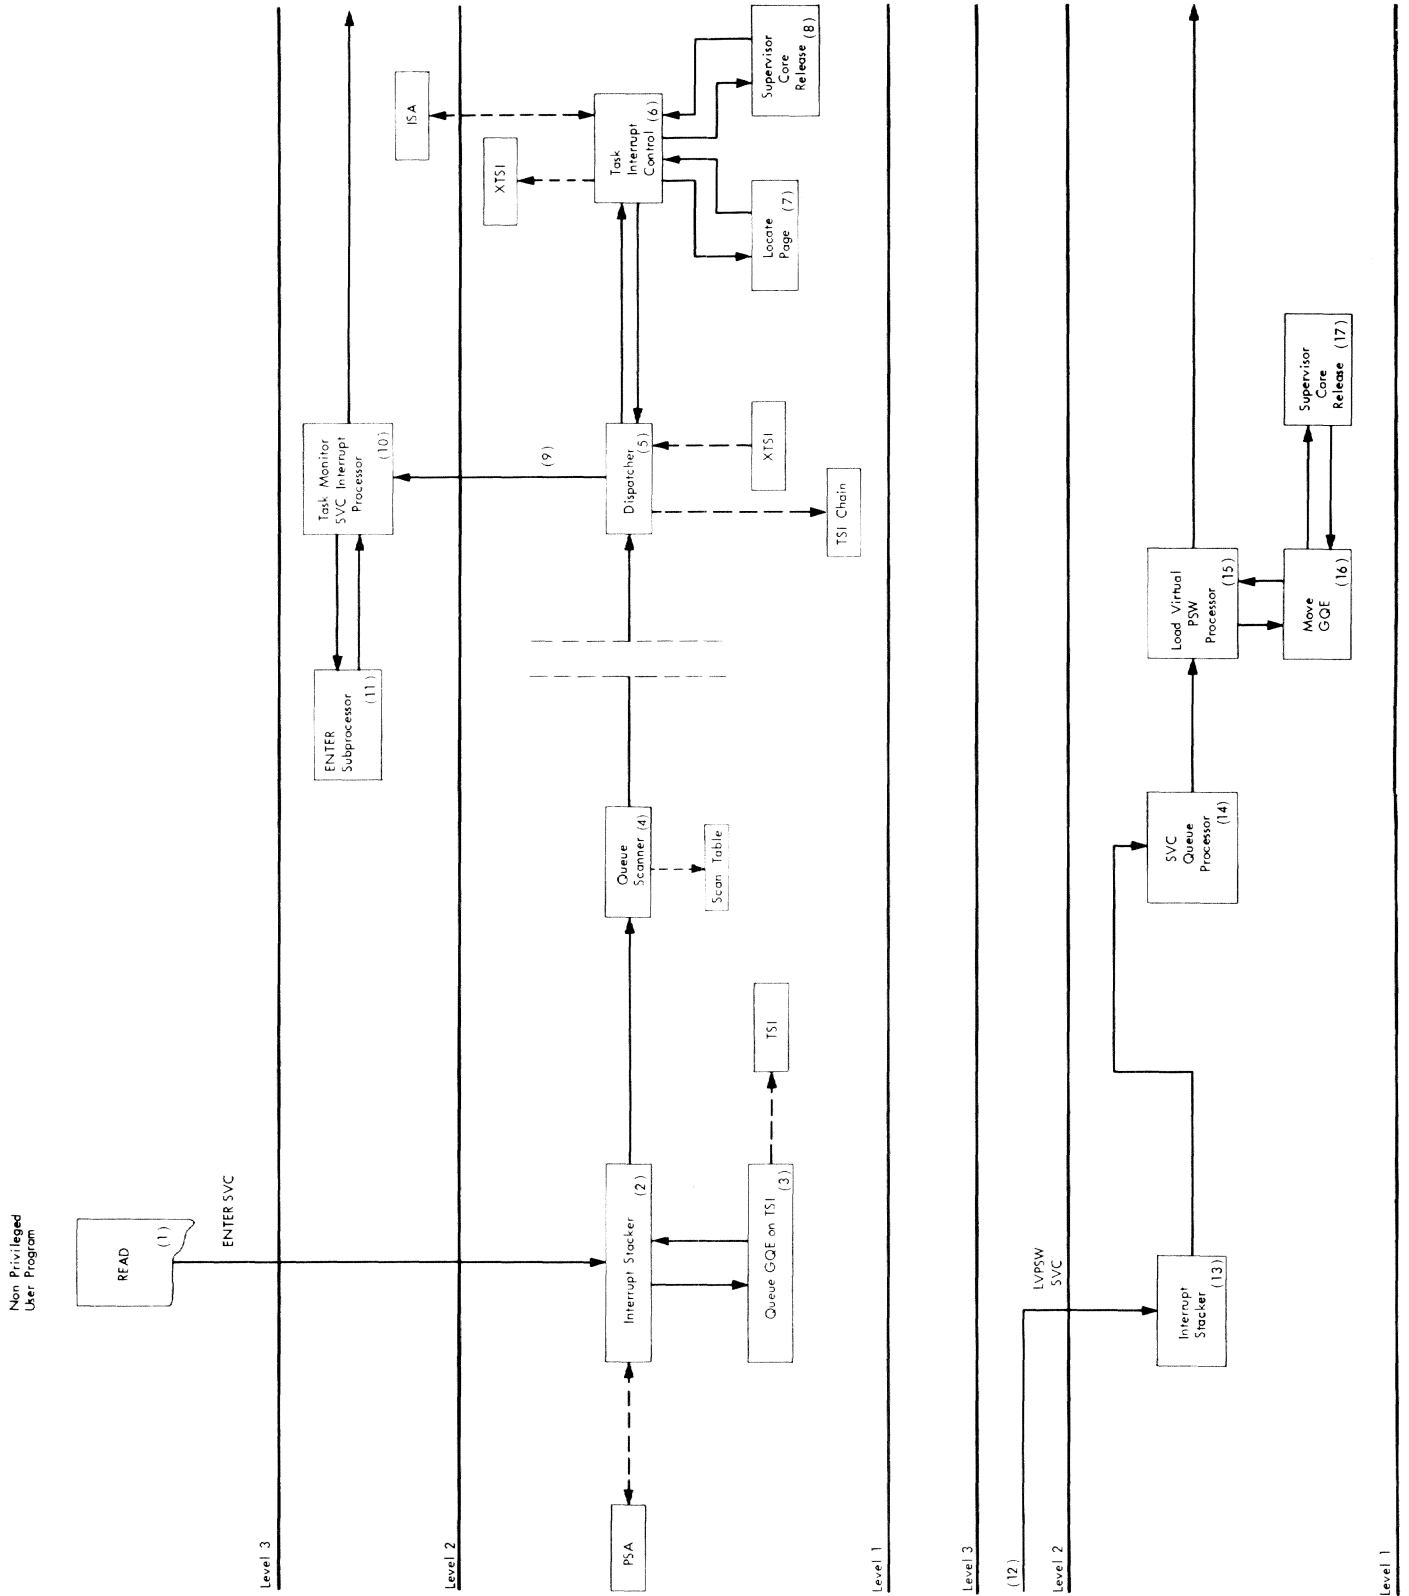 Non Privileged
User Program
READ
(1)
ENTER SVC
Level 3
ENTER
Subprocessor
(11)
Task Monitor
SVC Interrupt
Processor
(10)
Level 2
PSA
Interrupt Stacker
(2)
Queue GQE on TSI
(3)
TSI
Queue
Scanner (4)
Scan Table
Dispatcher
(5)
(9)
XTSI
TSI Chain
Task
Interrupt
Control
(6)
XTSI
ISA
Locate
Page
(7)
Supervisor
Core
Release (8)
Level 1
Level 3
(12)
LVPSW
SVC
Level 2
Interrupt
Stacker
(13)
SVC
Queue
Processor
(14)
Load Virtual
PSW
Processor
(15)
Move
GQE
(16)
Supervisor
Core
Release (17)
Level 1